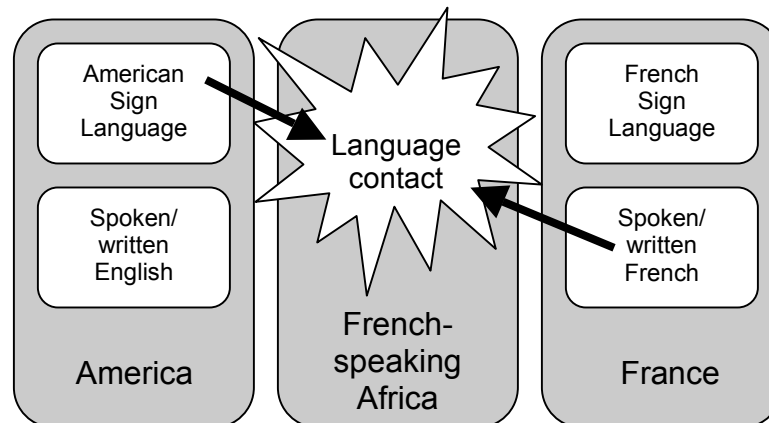 American
Sign
Language
Spoken/
written
English
America
Language
contact
French-
speaking
Africa
French
Sign
Language
Spoken/
written
French
France